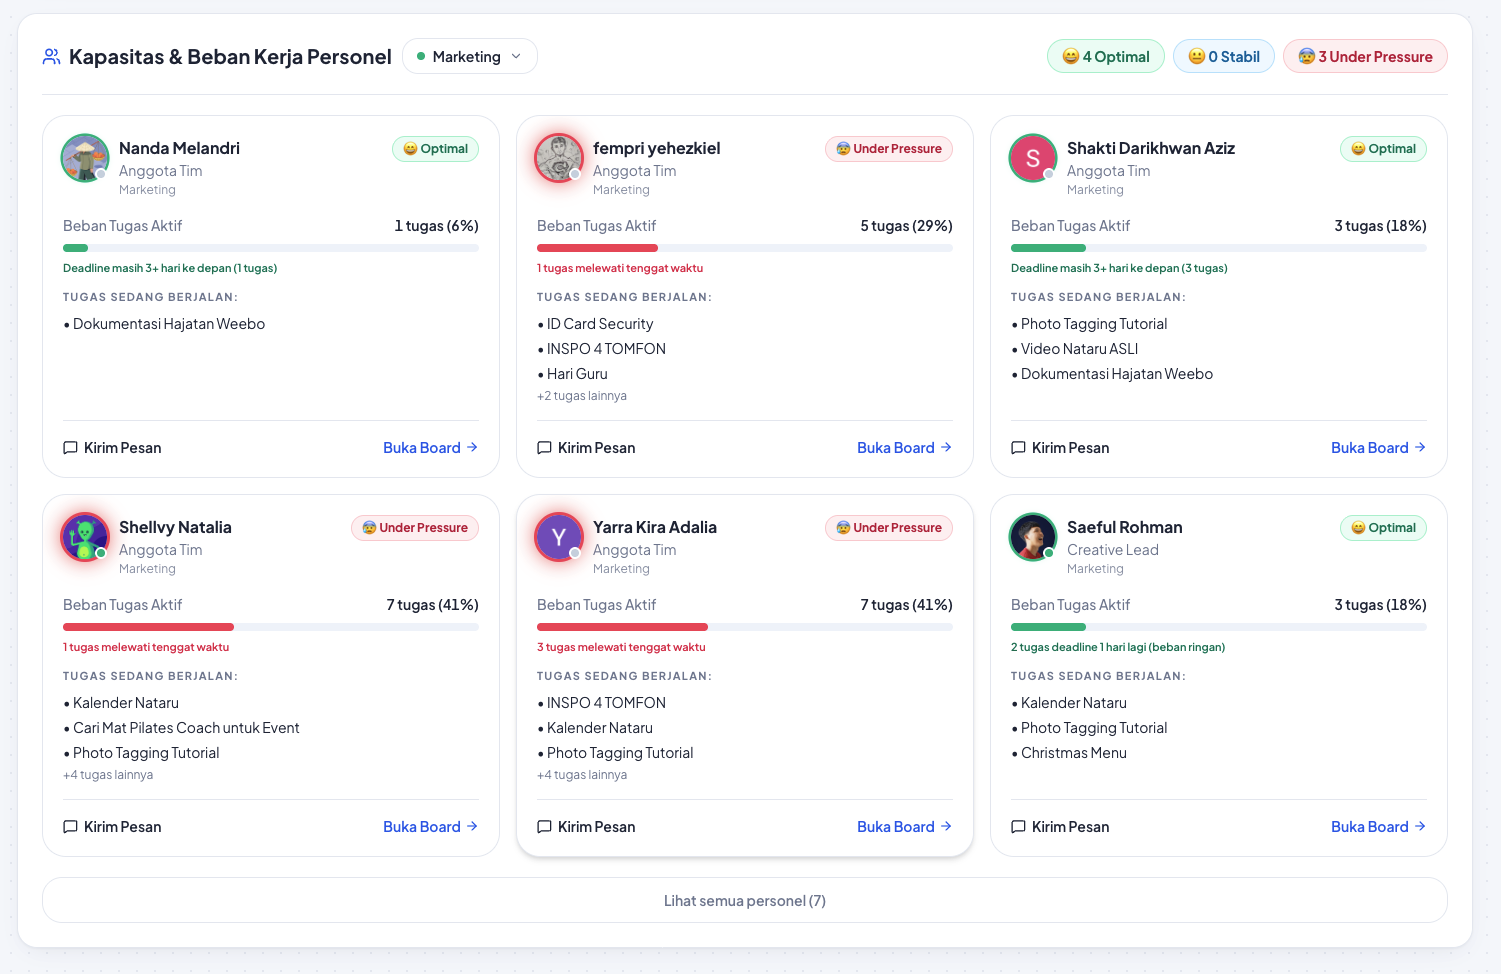 Kapasitas & Beban Kerja Personel
Marketing
4 Optimal
0 Stabil
3 Under Pressure
Nanda Melandri
Optimal
Anggota Tim
Marketing
Beban Tugas Aktif
1 tugas (6%)
Deadline masih 3+ hari ke depan (1 tugas)
TUGAS SEDANG BERJALAN:
• Dokumentasi Hajatan Weebo
Kirim Pesan
Buka Board →
fempri yehezkiel
Under Pressure
Anggota Tim
Marketing
Beban Tugas Aktif
5 tugas (29%)
1 tugas melewati tenggat waktu
TUGAS SEDANG BERJALAN:
• ID Card Security
• INSPO 4 TOMFON
• Hari Guru
+2 tugas lainnya
Kirim Pesan
Buka Board →
S
Shakti Darikhwan Aziz
Optimal
Anggota Tim
Marketing
Beban Tugas Aktif
3 tugas (18%)
Deadline masih 3+ hari ke depan (3 tugas)
TUGAS SEDANG BERJALAN:
• Photo Tagging Tutorial
• Video Nataru ASLI
• Dokumentasi Hajatan Weebo
Kirim Pesan
Buka Board →
Shellvy Natalia
Under Pressure
Anggota Tim
Marketing
Beban Tugas Aktif
7 tugas (41%)
1 tugas melewati tenggat waktu
TUGAS SEDANG BERJALAN:
• Kalender Nataru
• Cari Mat Pilates Coach untuk Event
• Photo Tagging Tutorial
+4 tugas lainnya
Kirim Pesan
Buka Board →
Y
Yarra Kira Adalia
Under Pressure
Anggota Tim
Marketing
Beban Tugas Aktif
7 tugas (41%)
3 tugas melewati tenggat waktu
TUGAS SEDANG BERJALAN:
• INSPO 4 TOMFON
• Kalender Nataru
• Photo Tagging Tutorial
+4 tugas lainnya
Kirim Pesan
Buka Board →
Saeful Rohman
Optimal
Creative Lead
Marketing
Beban Tugas Aktif
3 tugas (18%)
2 tugas deadline 1 hari lagi (beban ringan)
TUGAS SEDANG BERJALAN:
• Kalender Nataru
• Photo Tagging Tutorial
• Christmas Menu
Kirim Pesan
Buka Board →
Lihat semua personel (7)